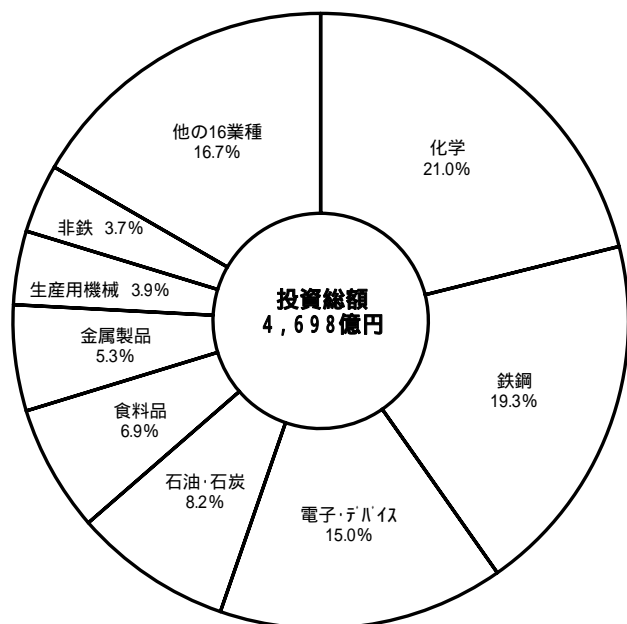 他の16業種
16.7%
化学
21.0%
非鉄 3.7%
生産用機械 3.9%
投資総額
4,698億円
金属製品
5.3%
鉄鋼
19.3%
食料品
6.9%
石油·石炭
8.2%
電子·ﾃﾞﾊﾞｲｽ
15.0%